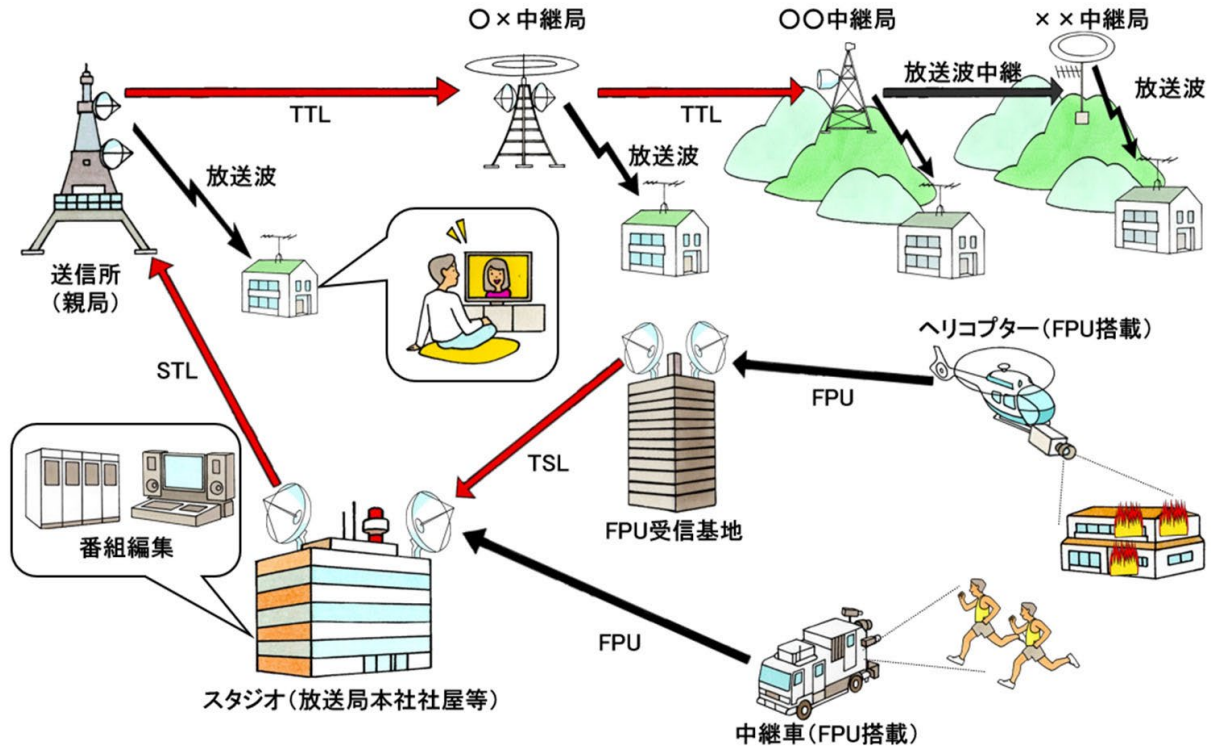 ○×中継局
○○中継局
××中継局
TTL
TTL
放送波中継
放送波
放送波
放送波
送信所
(親局)
STL
TSL
FPU
ヘリコプター(FPU搭載)
FPU受信基地
番組編集
FPU
スタジオ(放送局本社社屋等)
中継車(FPU搭載)